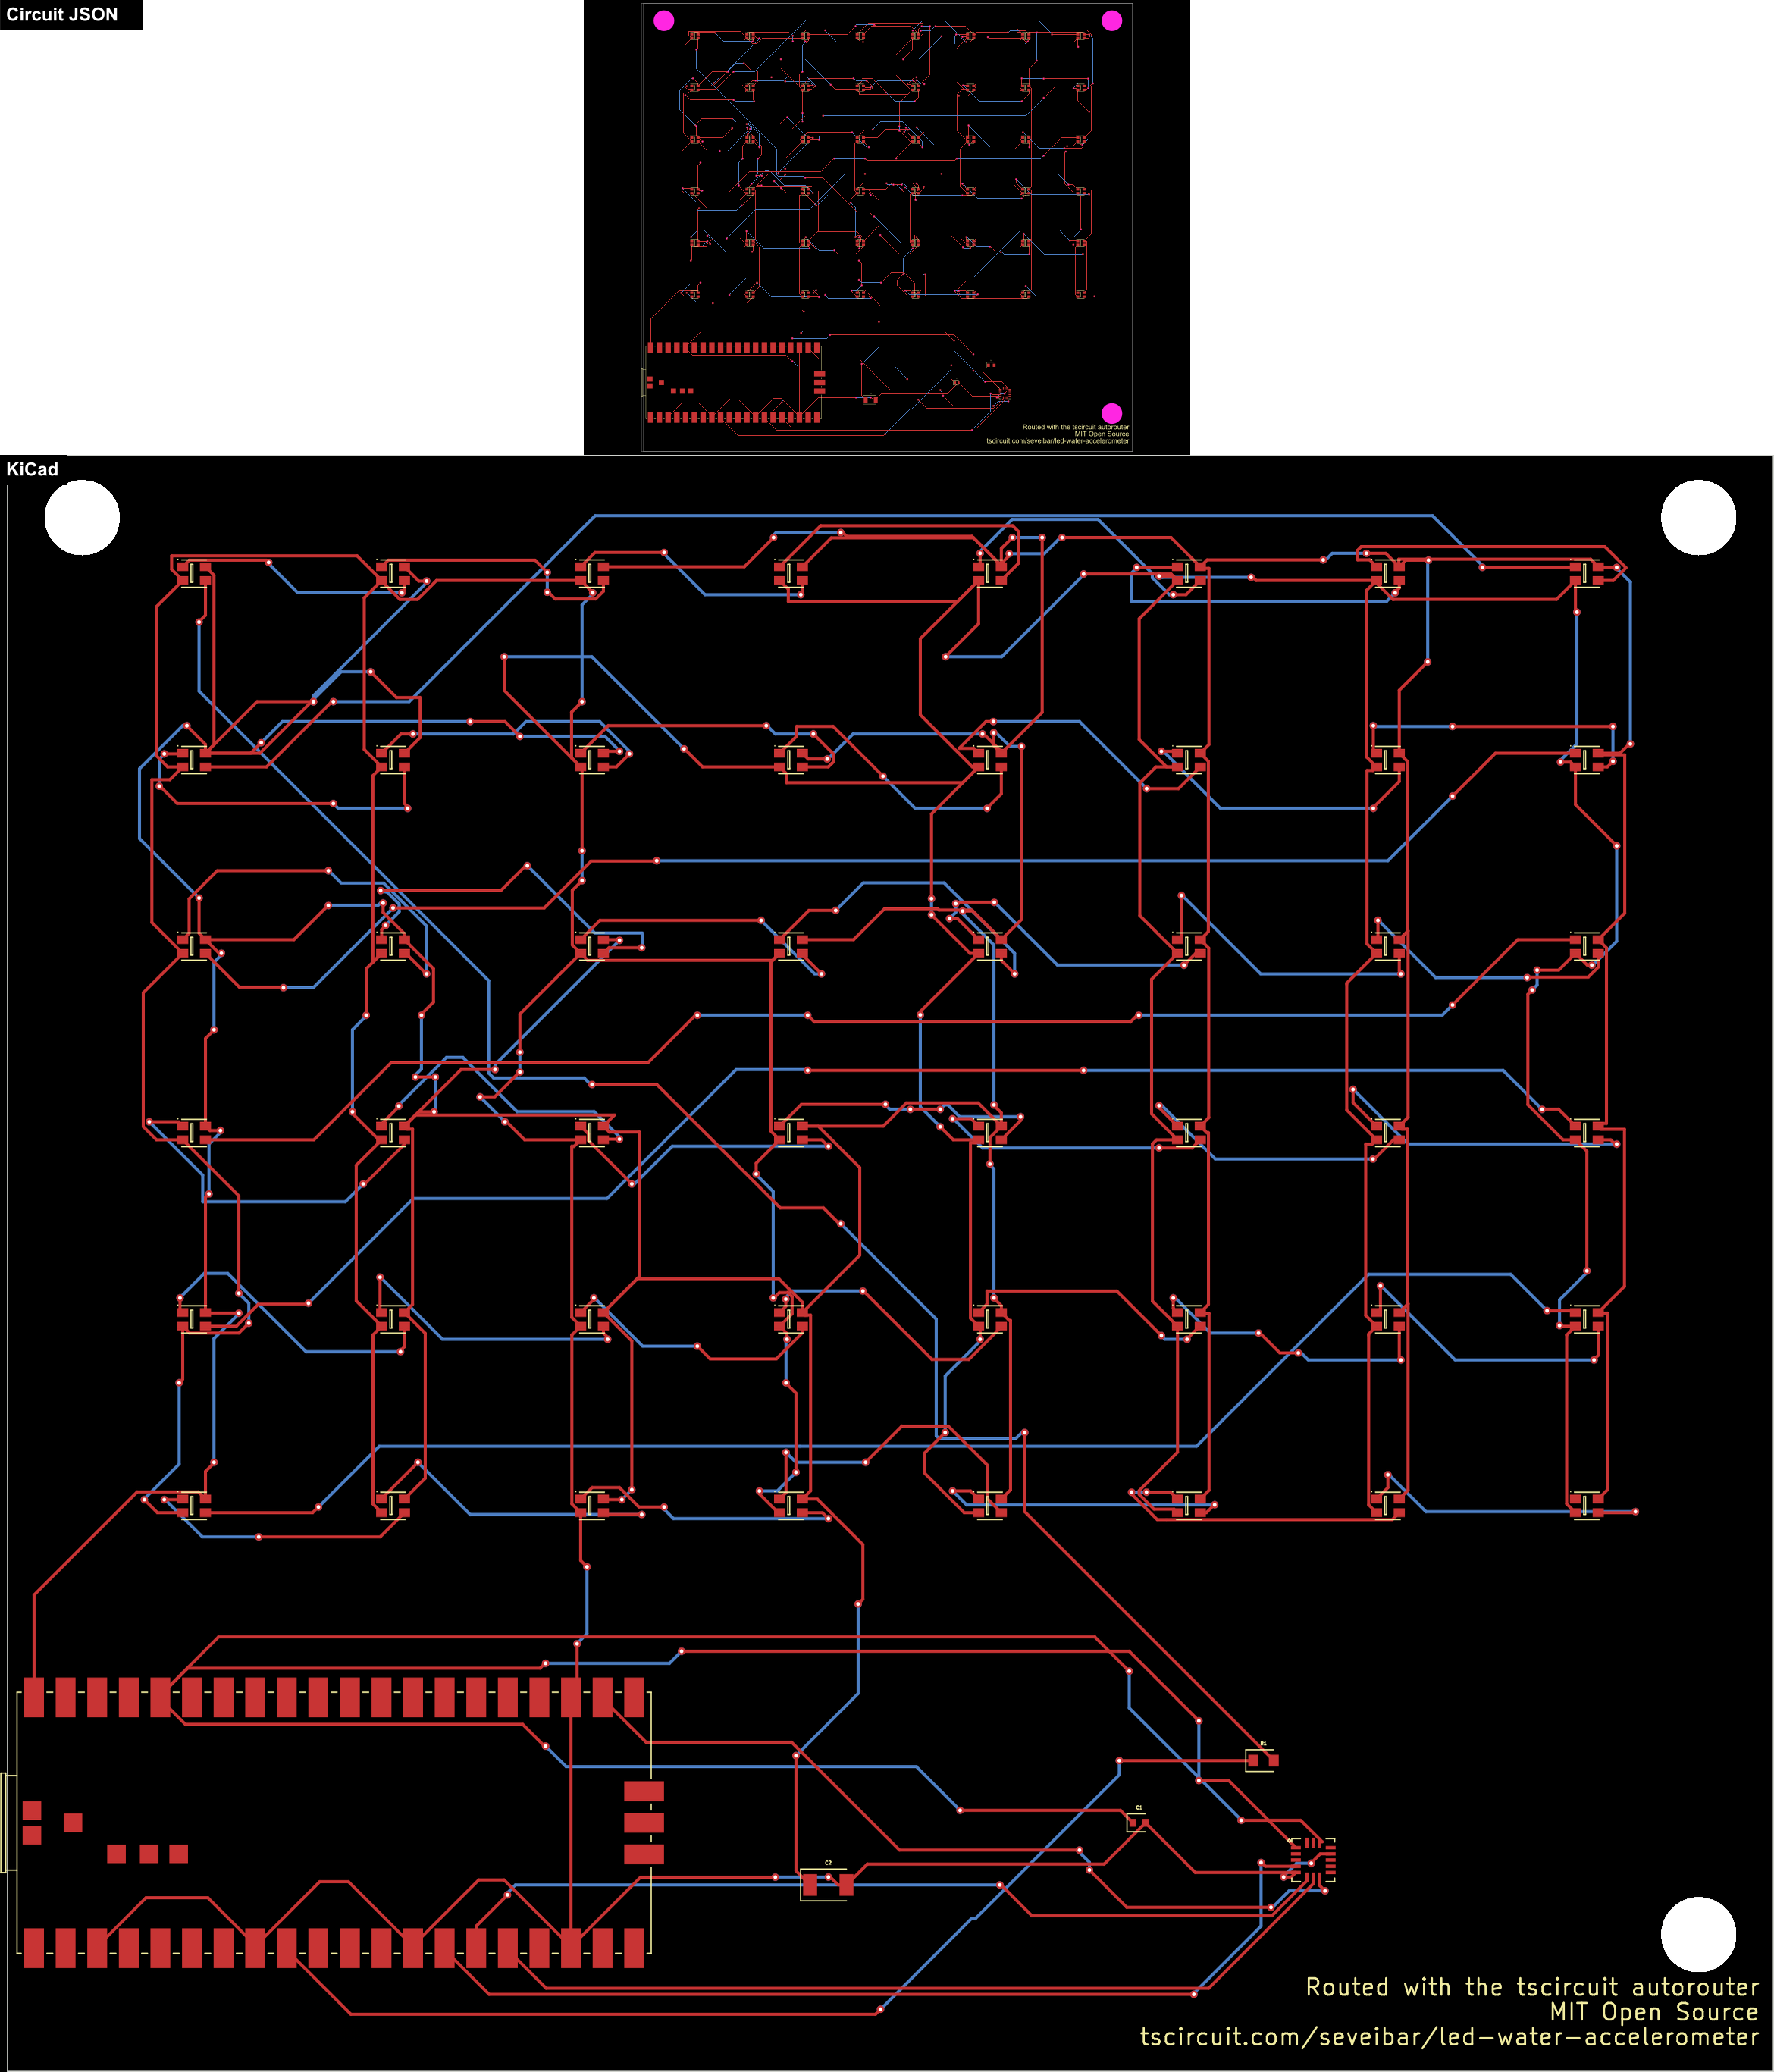 Circuit JSON
Routed with the tscircuit autorouter
MIT Open Source
tscircuit.com/seveibar/led-water-accelerometer
KiCad
R1
C1
C2
Routed with the tscircuit autorouter
MIT Open Source
tscircuit.com/seveibar/led-water-accelerometer